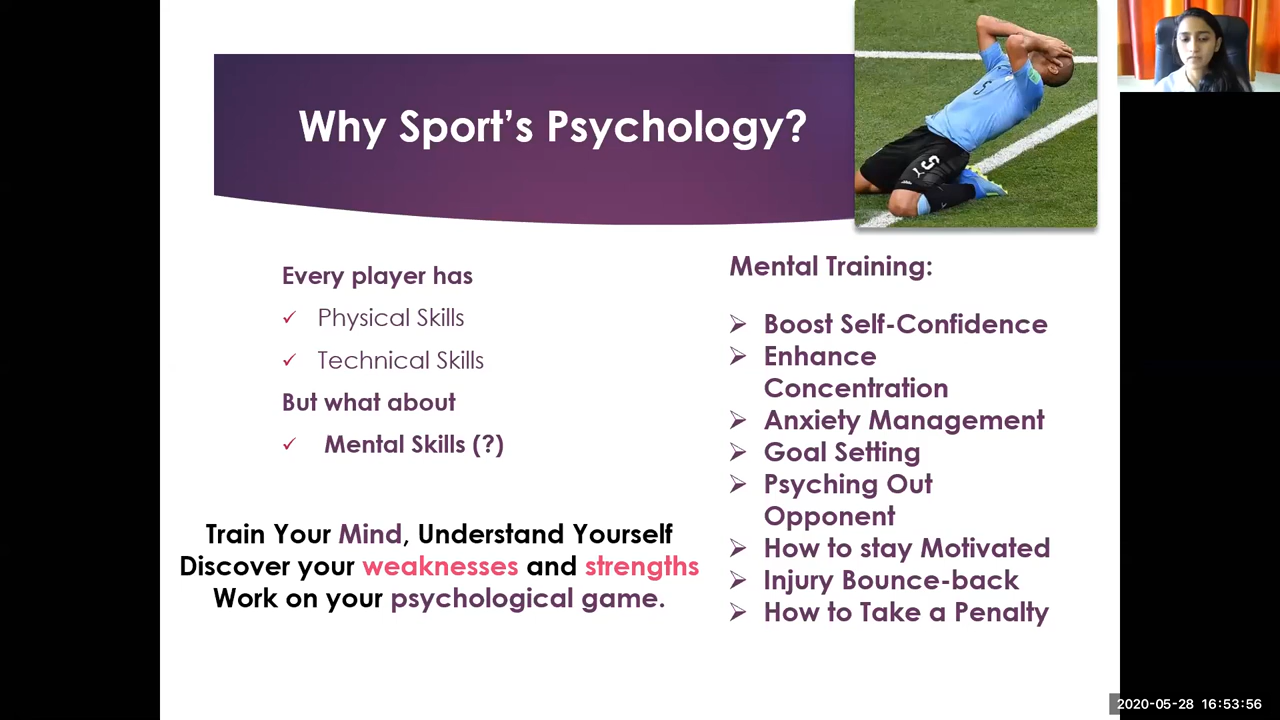 Why Sport's Psychology?
5
5
Every player has
✓ Physical Skills
✓ Technical Skills
But what about
✓ Mental Skills (?)
Train Your Mind, Understand Yourself
Discover your weaknesses and strengths
Work on your psychological game.
Mental Training:
➢ Boost Self-Confidence
➢ Enhance
Concentration
➢ Anxiety Management
➢ Goal Setting
➢ Psyching Out
Opponent
➢ How to stay Motivated
➢ Injury Bounce-back
➢ How to Take a Penalty
2020-05-28 16:53:56